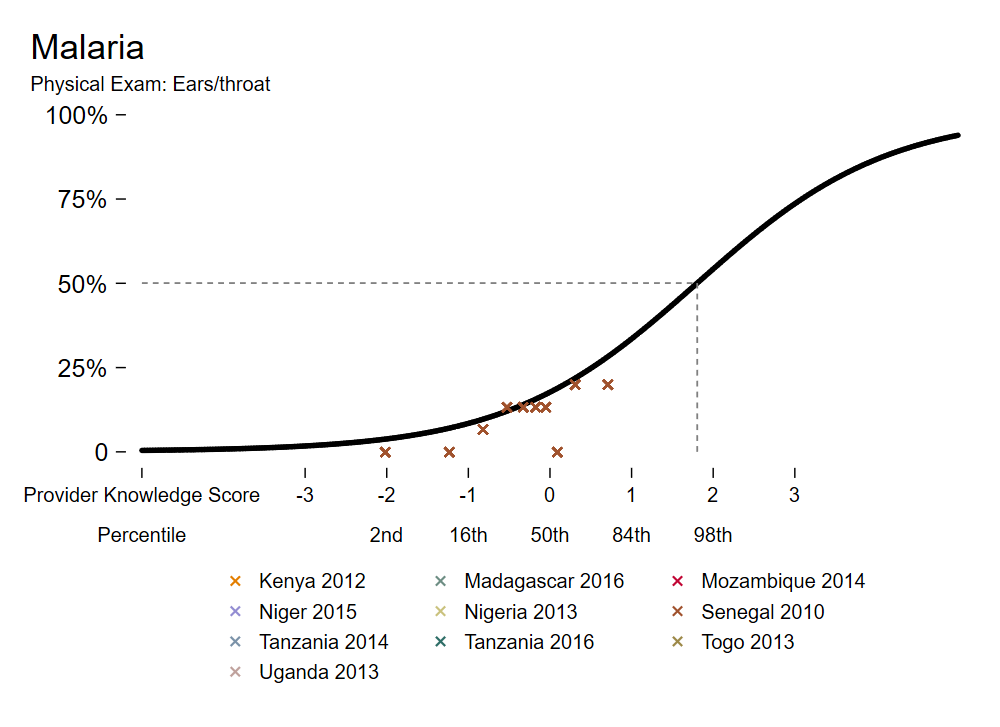 Malaria
Physical Exam: Ears/throat
100%
75%
50%
25%
0
Provider Knowledge Score -3 -2 -1 0 1 2 3
Percentile 2nd 16th 50th 84th 98th
Kenya 2012 Madagascar 2016 Mozambique 2014
Niger 2015 Nigeria 2013 Senegal 2010
Tanzania 2014 Tanzania 2016 Togo 2013
Uganda 2013